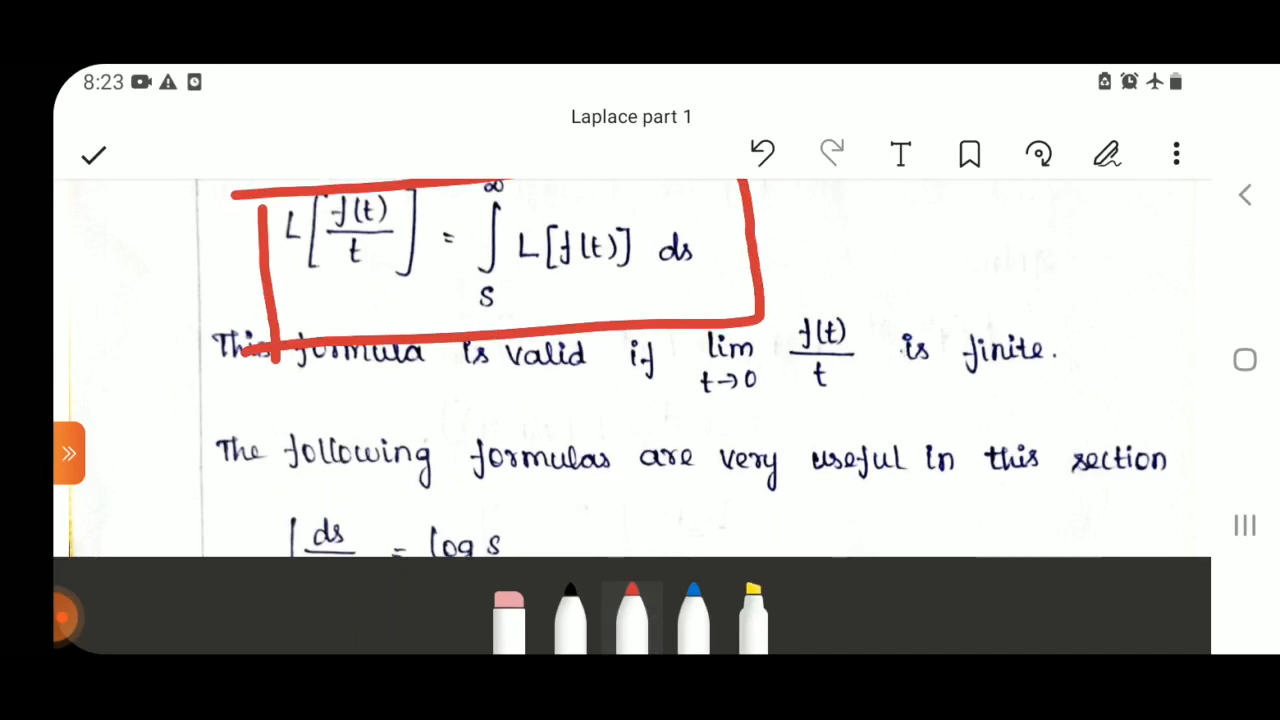 8:23
Laplace part 1
L[f(t)/t] = ∫_s^∞ L[f(t)] ds
This formula is valid if lim_{t→0} f(t)/t is finite.
The following formulas are very useful in this section
∫ ds = log s